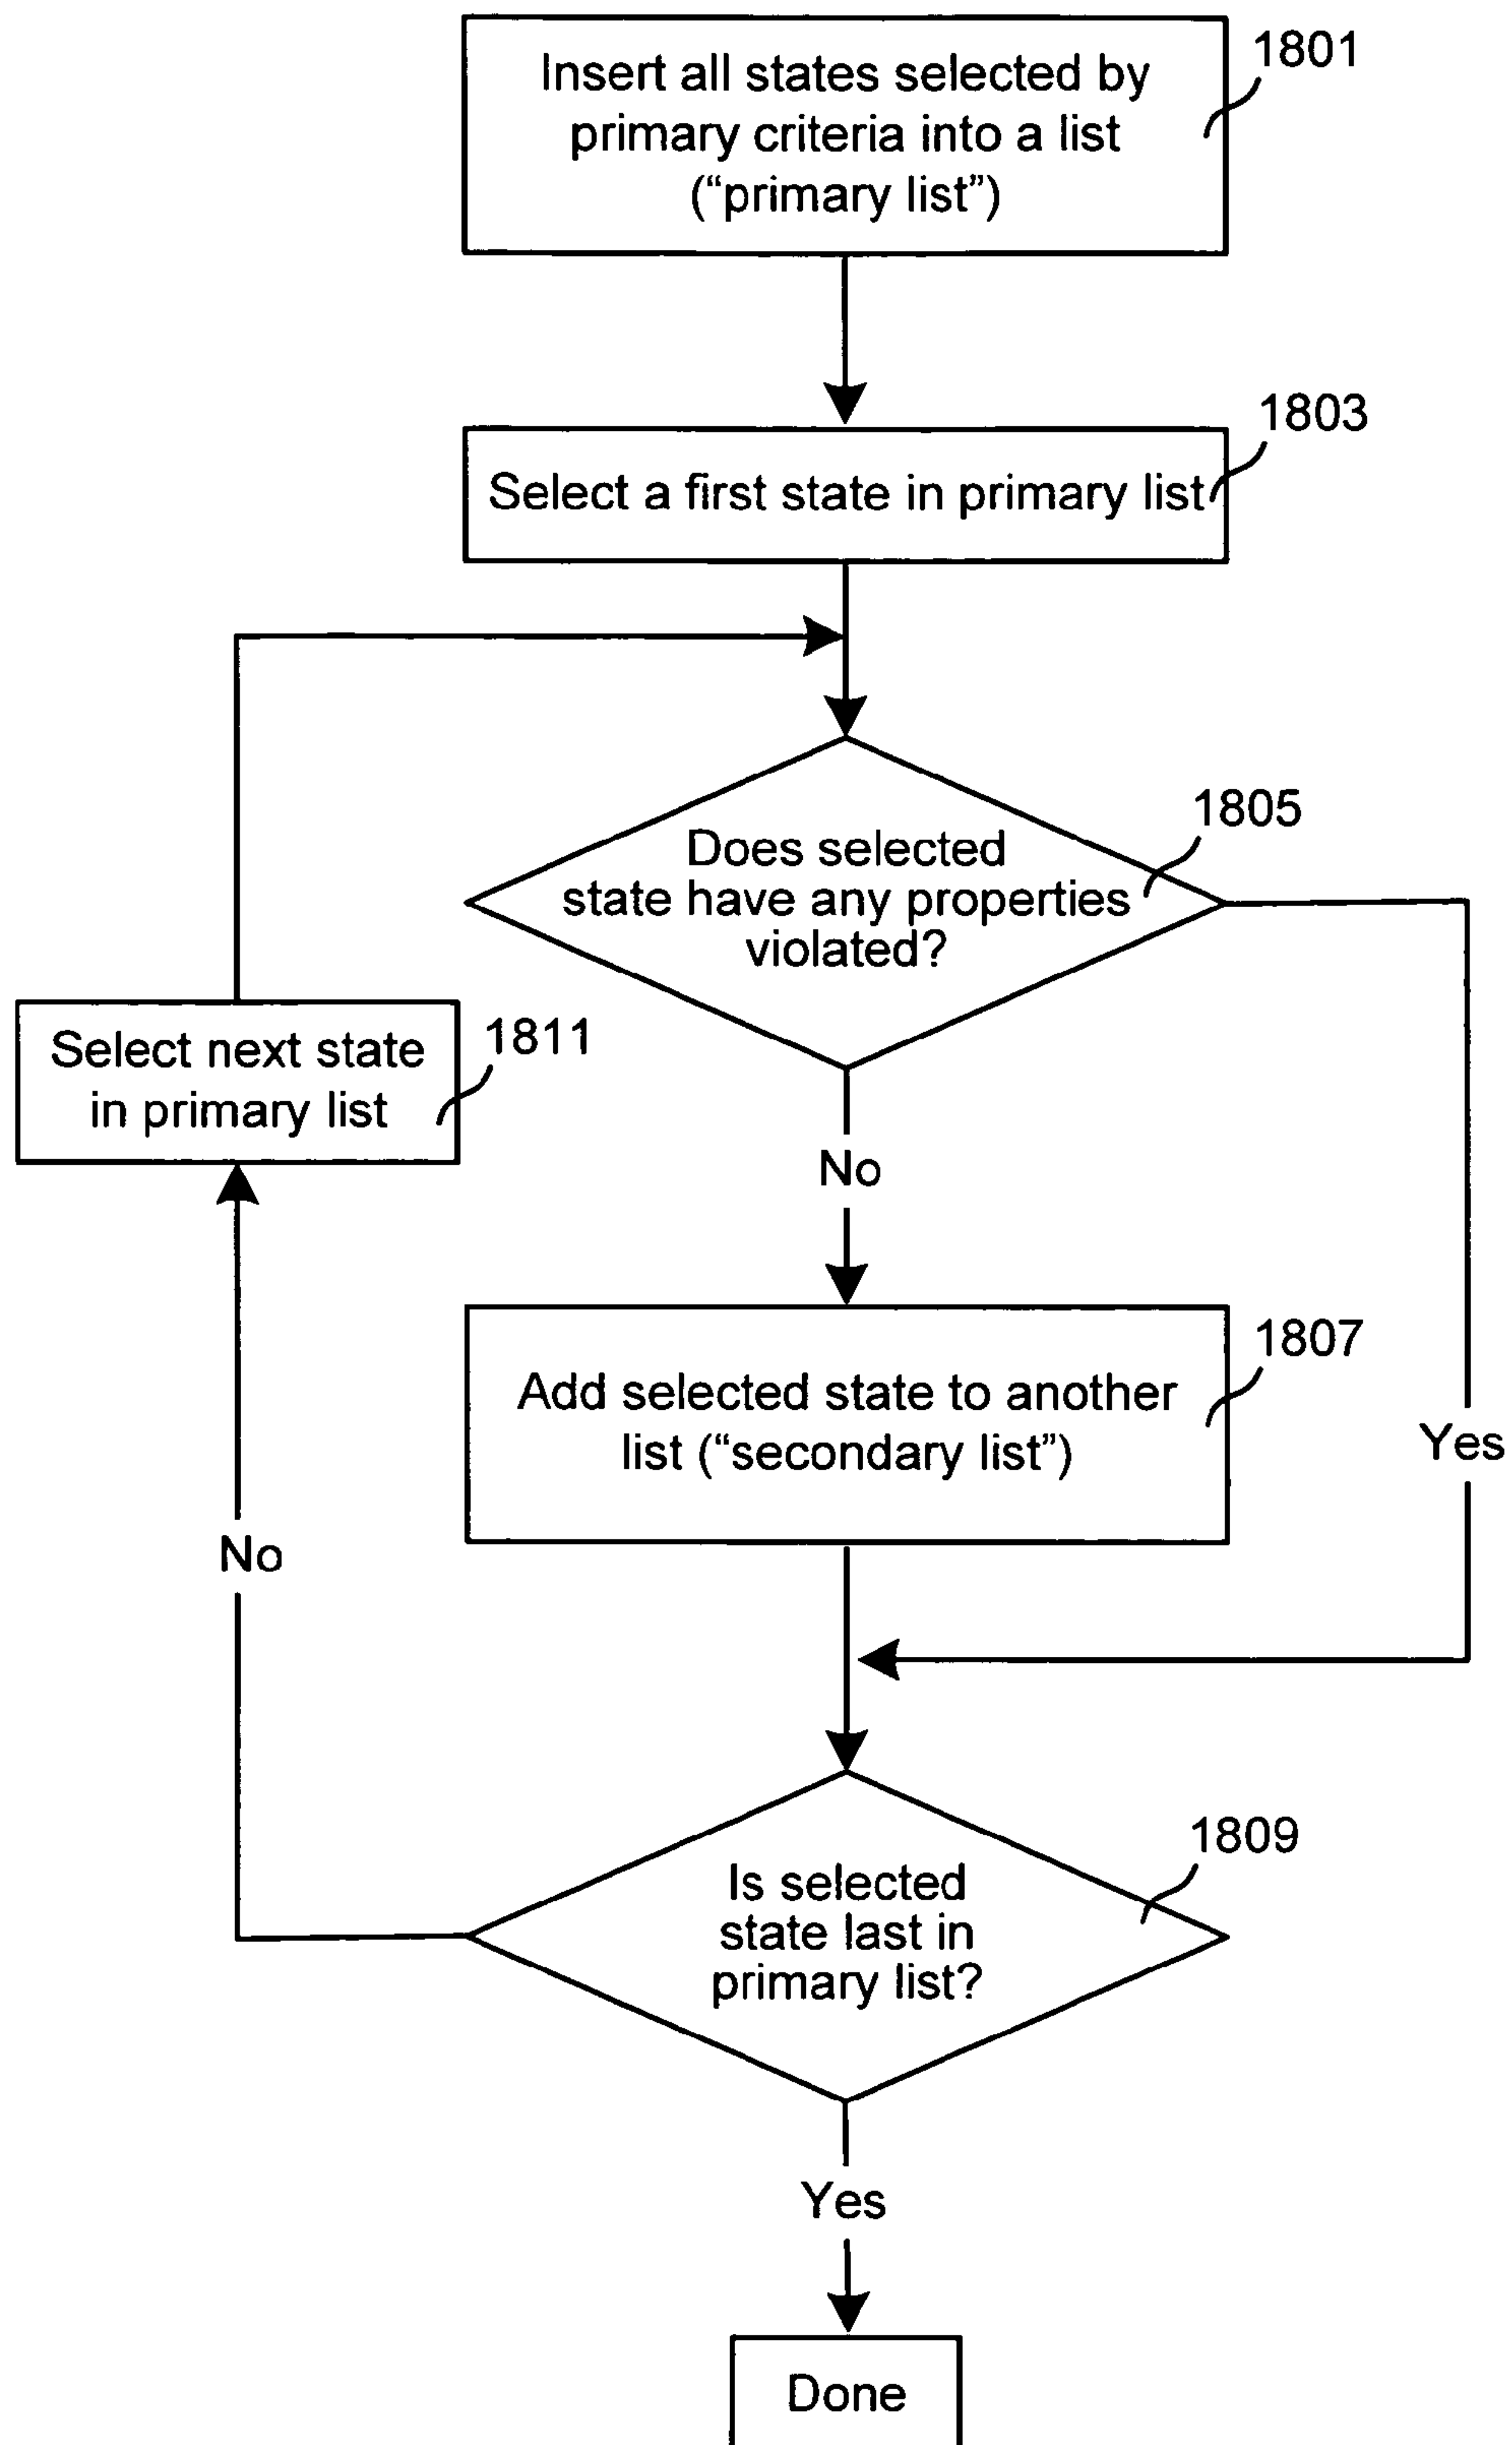 Insert all states selected by
primary criteria into a list
(“primary list”)
1801
Select a first state in primary list
1803
Does selected
state have any properties
violated?
1805
Select next state
in primary list
1811
No
Add selected state to another
list (“secondary list”)
1807
Yes
No
Is selected
state last in
primary list?
1809
Yes
Done